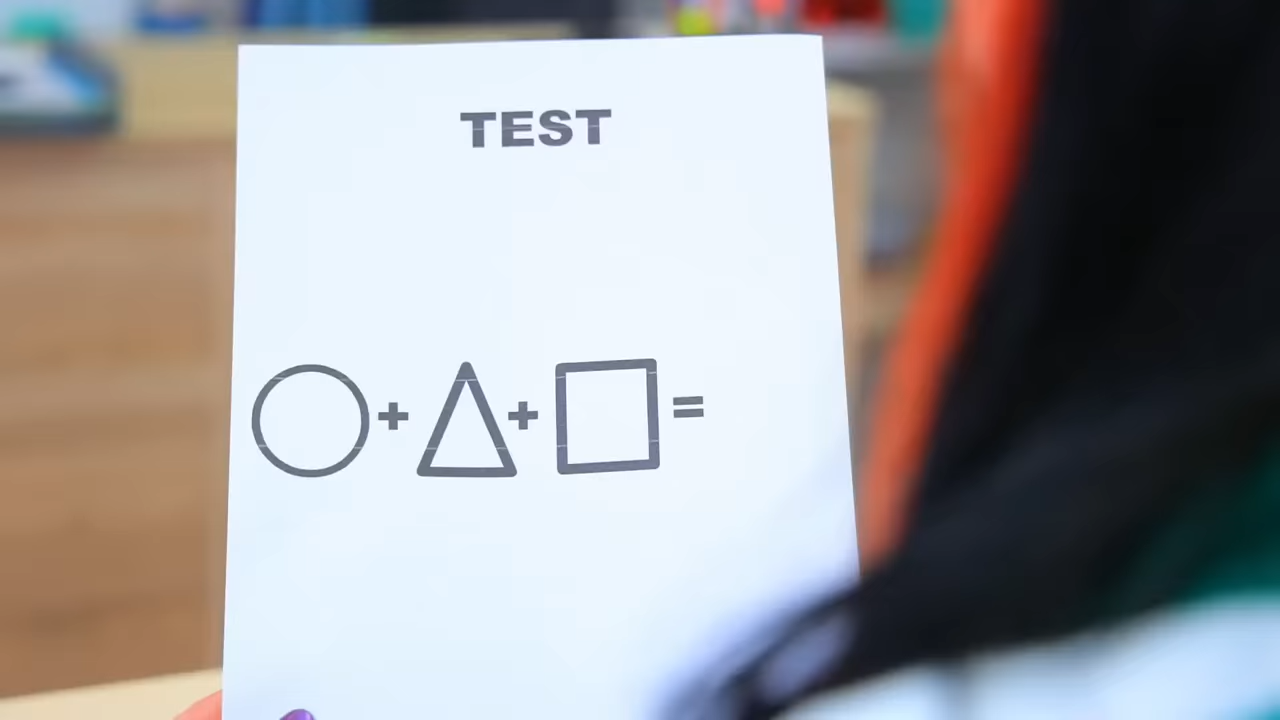 TEST
○ + △ + □ =